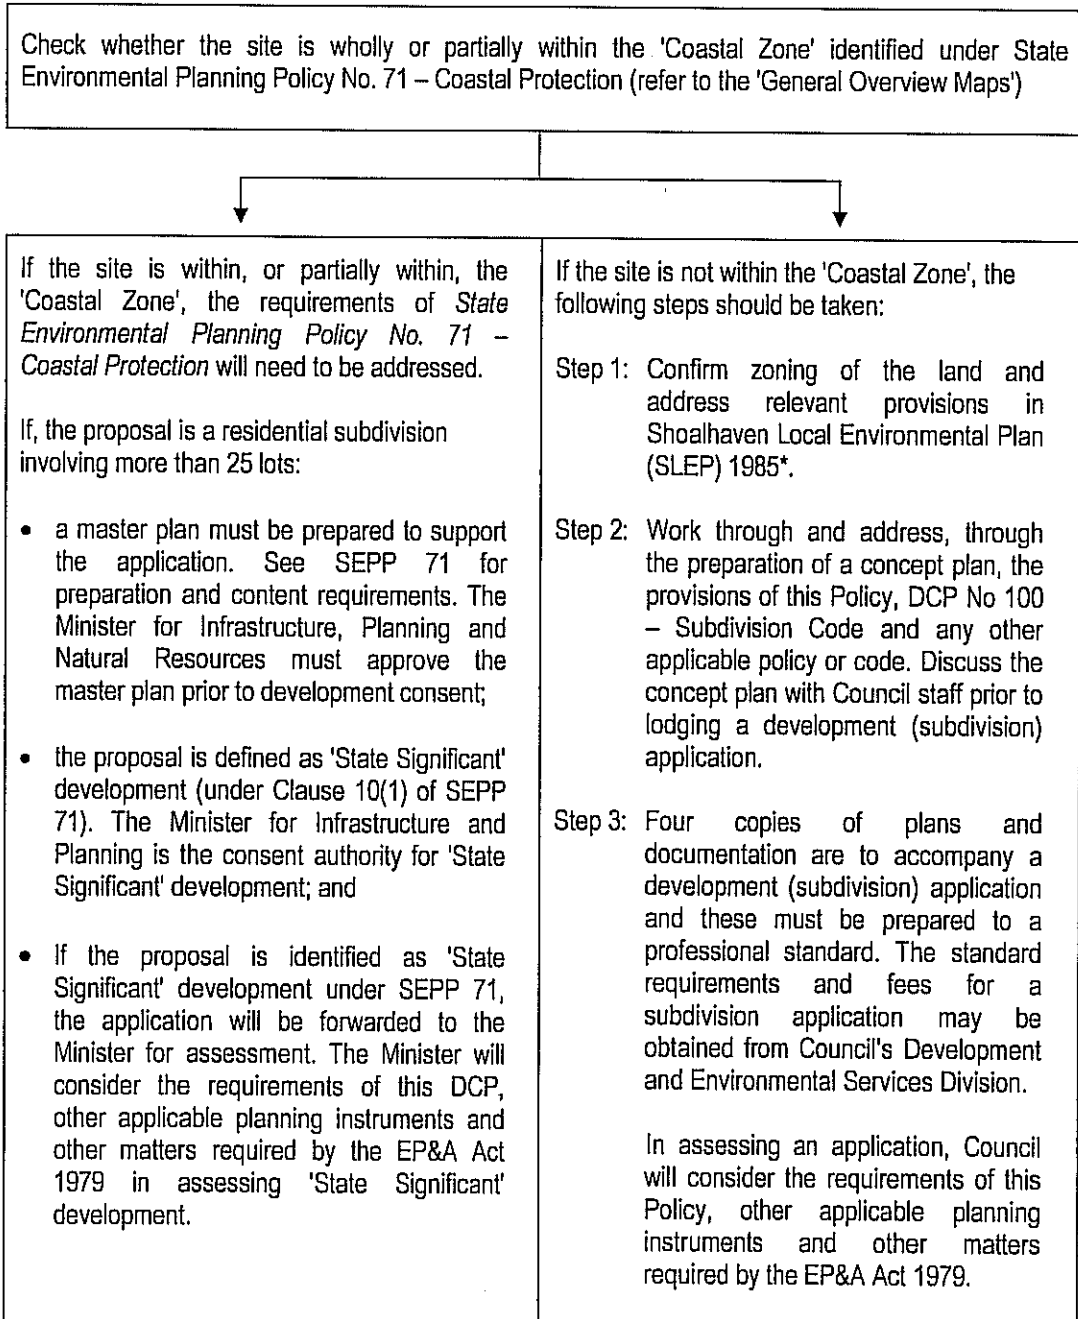 Check whether the site is wholly or partially within the 'Coastal Zone' identified under State
Environmental Planning Policy No. 71 – Coastal Protection (refer to the 'General Overview Maps')
If the site is within, or partially within, the
'Coastal Zone', the requirements of State
Environmental Planning Policy No. 71 –
Coastal Protection will need to be addressed.
If, the proposal is a residential subdivision
involving more than 25 lots:
• a master plan must be prepared to support
the application. See SEPP 71 for
preparation and content requirements. The
Minister for Infrastructure, Planning and
Natural Resources must approve the
master plan prior to development consent;
• the proposal is defined as 'State Significant'
development (under Clause 10(1) of SEPP
71). The Minister for Infrastructure and
Planning is the consent authority for 'State
Significant' development; and
• If the proposal is identified as 'State
Significant' development under SEPP 71,
the application will be forwarded to the
Minister for assessment. The Minister will
consider the requirements of this DCP,
other applicable planning instruments and
other matters required by the EP&A Act
1979 in assessing 'State Significant'
development.
If the site is not within the 'Coastal Zone', the
following steps should be taken:
Step 1: Confirm zoning of the land and
address relevant provisions in
Shoalhaven Local Environmental Plan
(SLEP) 1985*.
Step 2: Work through and address, through
the preparation of a concept plan, the
provisions of this Policy, DCP No 100
– Subdivision Code and any other
applicable policy or code. Discuss the
concept plan with Council staff prior to
lodging a development (subdivision)
application.
Step 3: Four copies of plans and
documentation are to accompany a
development (subdivision) application
and these must be prepared to a
professional standard. The standard
requirements and fees for a
subdivision application may be
obtained from Council's Development
and Environmental Services Division.
In assessing an application, Council
will consider the requirements of this
Policy, other applicable planning
instruments and other matters
required by the EP&A Act 1979.